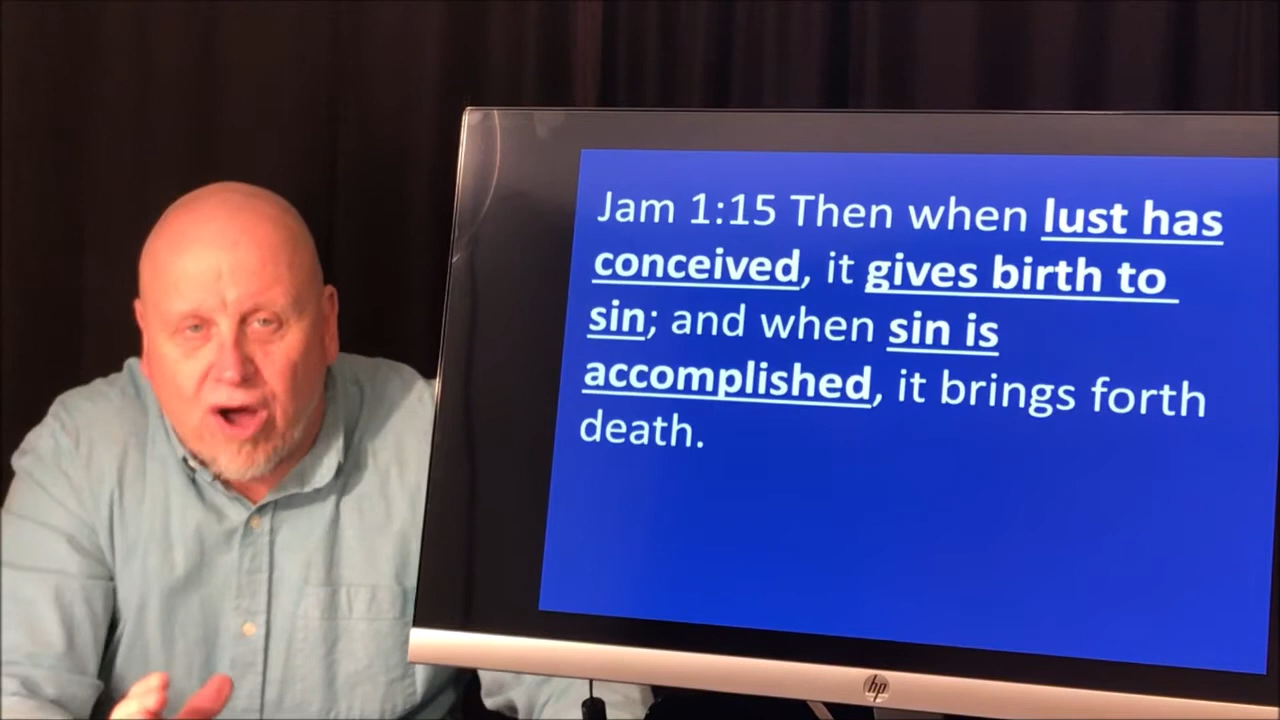 Jam 1:15 Then when lust has
conceived, it gives birth to
sin; and when sin is
accomplished, it brings forth
death.
hp